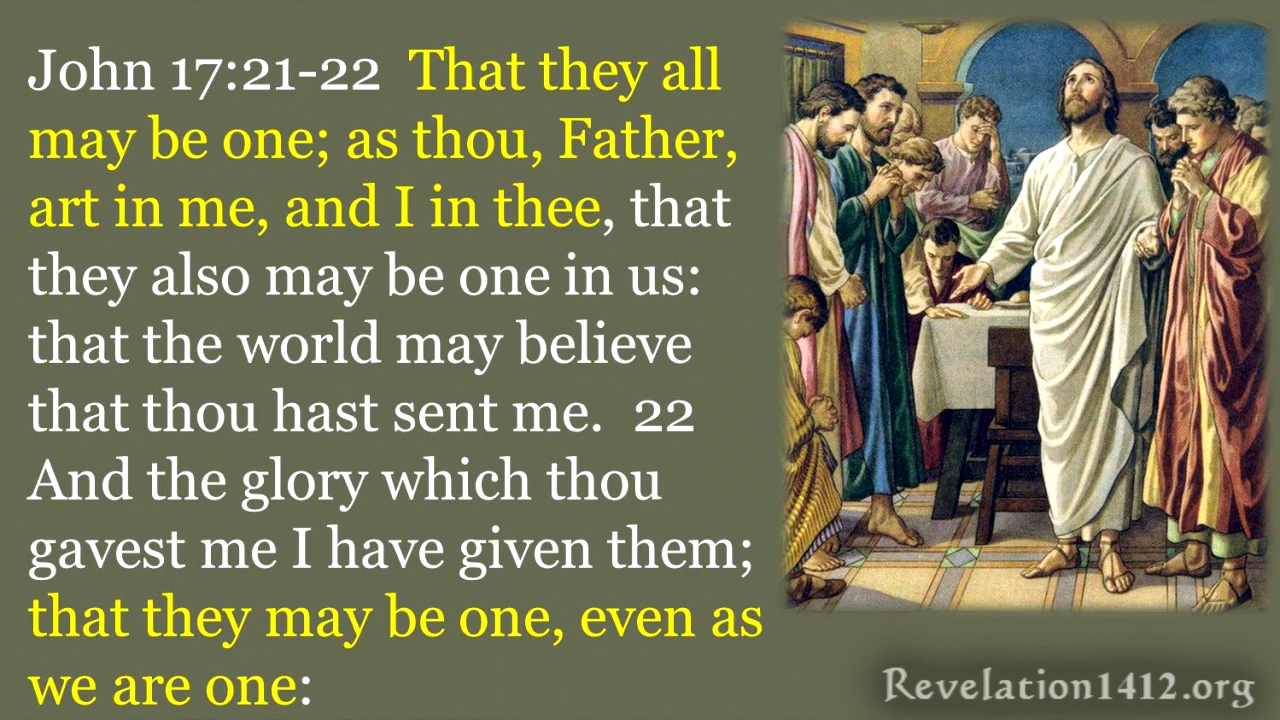 John 17:21-22  That they all
may be one; as thou, Father,
art in me, and I in thee, that
they also may be one in us:
that the world may believe
that thou hast sent me.  22
And the glory which thou
gavest me I have given them;
that they may be one, even as
we are one:
Revelation1412.org